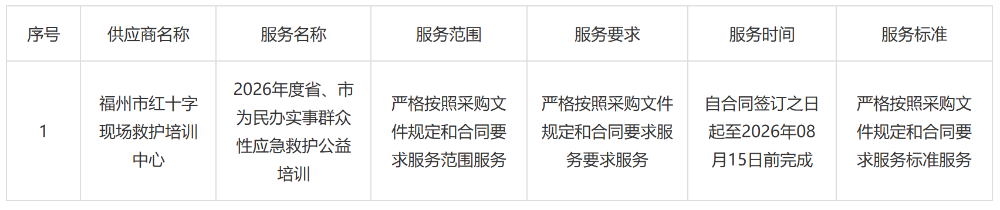 序号
供应商名称
服务名称
服务范围
服务要求
服务时间
服务标准
1
福州市红十字
现场救护培训
中心
2026年度省、市
为民办实事群众
性应急救护公益
培训
严格按照采购文
件规定和合同要
求服务范围服务
严格按照采购文件
规定和合同要求服
务要求服务
自合同签订之日
起至2026年08
月15日前完成
严格按照采购文
件规定和合同要
求服务标准服务